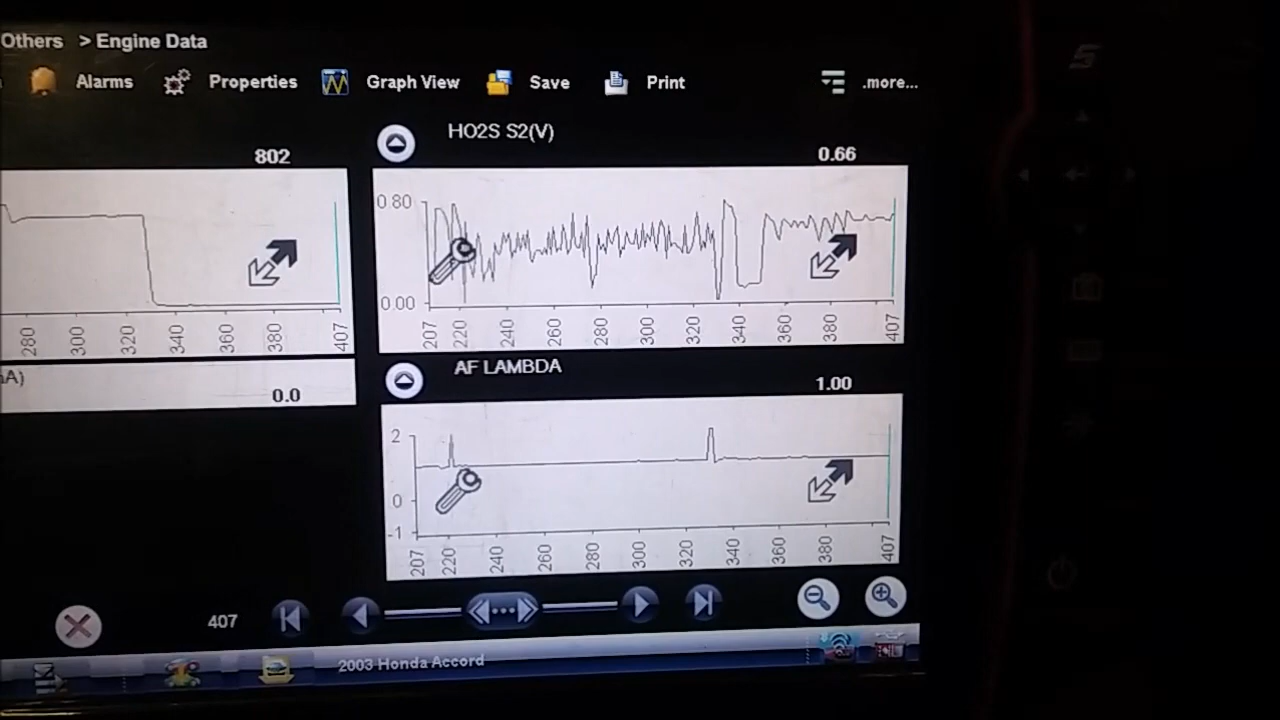 Others > Engine Data
Alarms Properties Graph View Save Print .more...
802
280 300 320 340 360 380 407
0.0
HO2S S2(V)
0.66
0.80
0.00
207 220 240 260 280 300 320 340 360 380 407
AF LAMBDA
1.00
2
0
-1
207 220 240 260 280 300 320 340 360 380 407
407
2003 Honda Accord